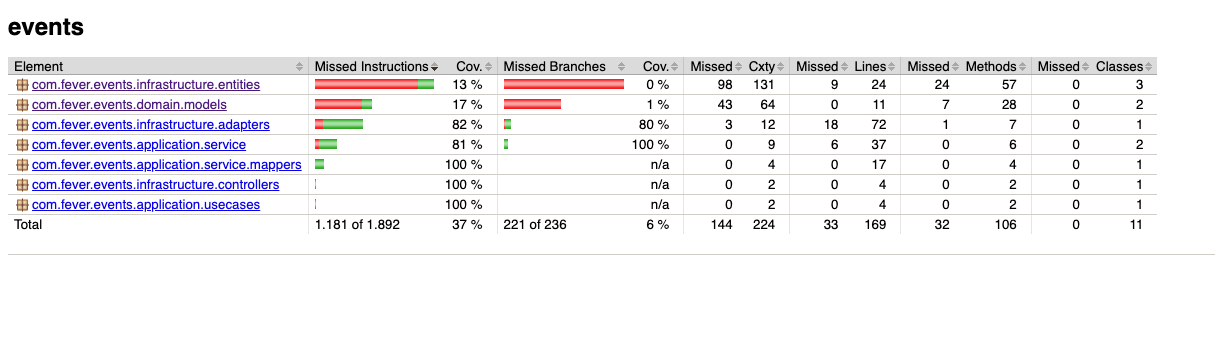 events
Element Missed Instructions Cov. Missed Branches Cov. Missed Cxty Missed Lines Missed Methods Missed Classes
com.fever.events.infrastructure.entities 13 % 0 % 98 131 9 24 24 57 0 3
com.fever.events.domain.models 17 % 1 % 43 64 0 11 7 28 0 2
com.fever.events.infrastructure.adapters 82 % 80 % 3 12 18 72 1 7 0 1
com.fever.events.application.service 81 % 100 % 0 9 6 37 0 6 0 2
com.fever.events.application.service.mappers 100 % n/a 0 4 0 17 0 4 0 1
com.fever.events.infrastructure.controllers 100 % n/a 0 2 0 4 0 2 0 1
com.fever.events.application.usecases 100 % n/a 0 2 0 4 0 2 0 1
Total 1.181 of 1.892 37 % 221 of 236 6 % 144 224 33 169 32 106 0 11